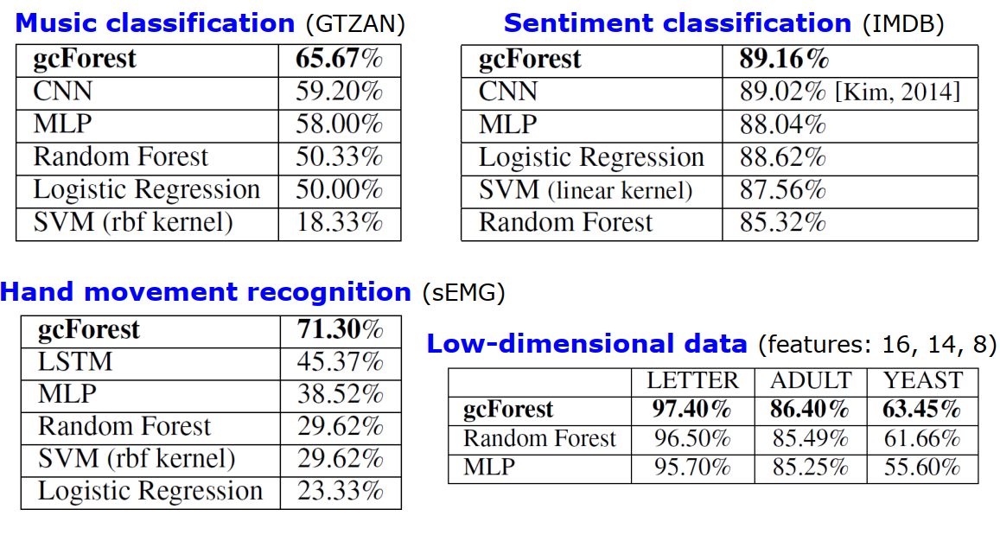 Music classification (GTZAN)
gcForest 65.67%
CNN 59.20%
MLP 58.00%
Random Forest 50.33%
Logistic Regression 50.00%
SVM (rbf kernel) 18.33%
Sentiment classification (IMDB)
gcForest 89.16%
CNN 89.02% [Kim, 2014]
MLP 88.04%
Logistic Regression 88.62%
SVM (linear kernel) 87.56%
Random Forest 85.32%
Hand movement recognition (sEMG)
gcForest 71.30%
LSTM 45.37%
MLP 38.52%
Random Forest 29.62%
SVM (rbf kernel) 29.62%
Logistic Regression 23.33%
Low-dimensional data (features: 16, 14, 8)
LETTER ADULT YEAST
gcForest 97.40% 86.40% 63.45%
Random Forest 96.50% 85.49% 61.66%
MLP 95.70% 85.25% 55.60%